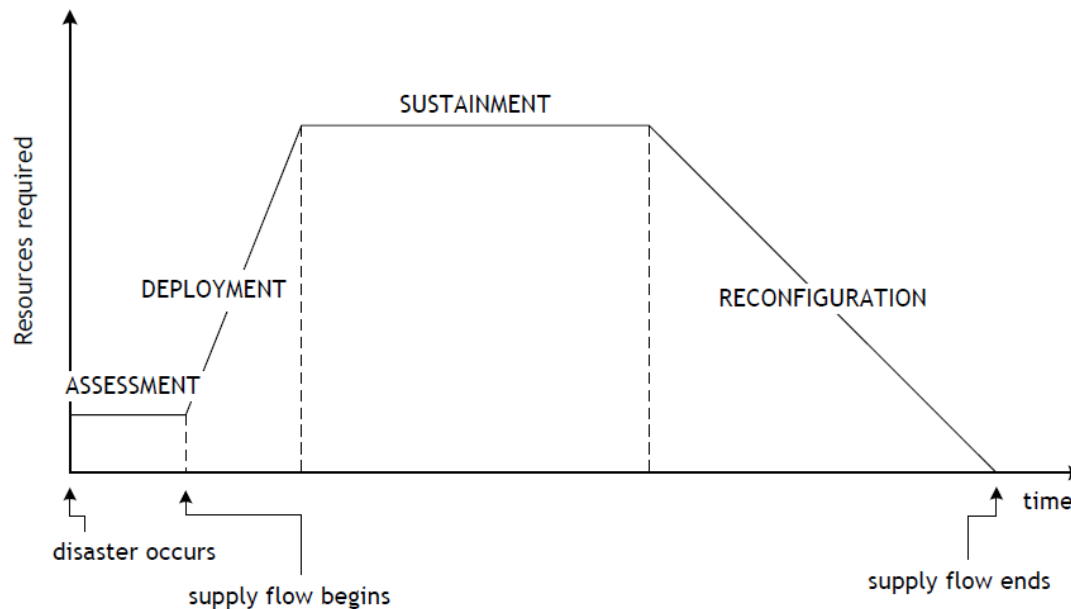 SUSTAINMENT
Resources required
DEPLOYMENT
RECONFIGURATION
ASSESSMENT
time
disaster occurs
supply flow begins
supply flow ends